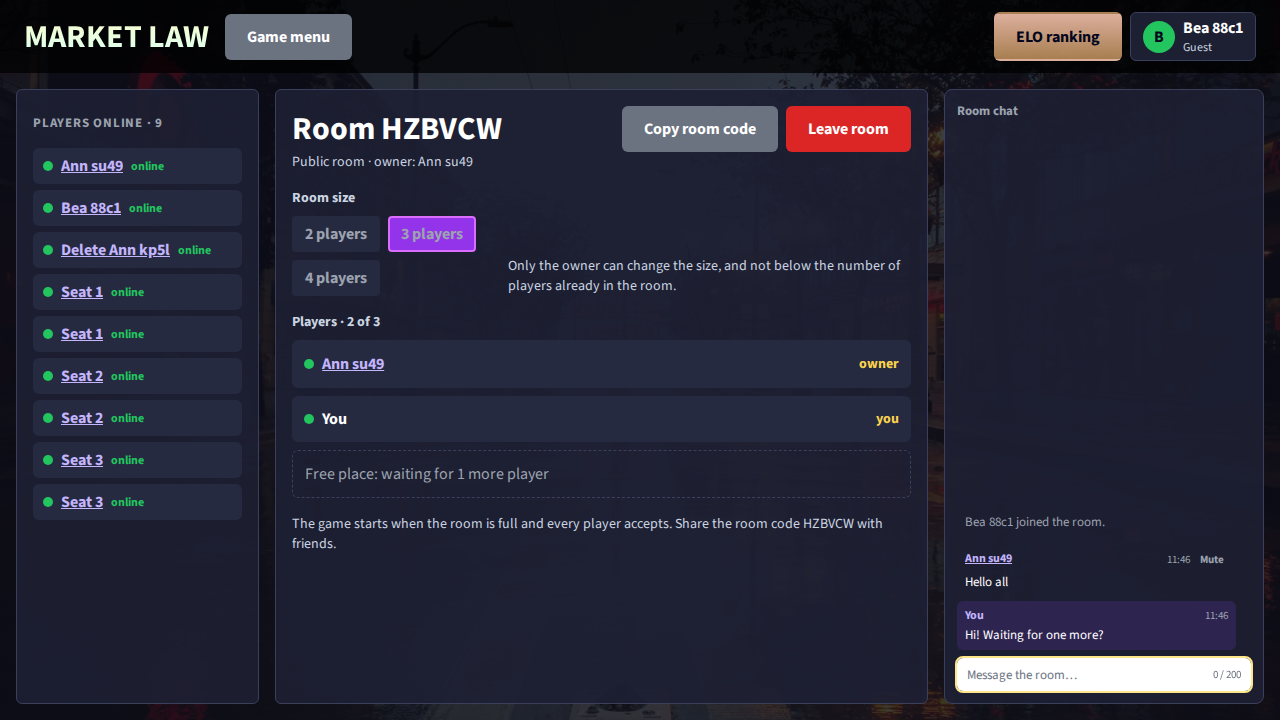 MARKET LAW
Game menu
ELO ranking
B
Bea 88c1
Guest
PLAYERS ONLINE · 9
Ann su49 online
Bea 88c1 online
Delete Ann kp5l online
Seat 1 online
Seat 1 online
Seat 2 online
Seat 2 online
Seat 3 online
Seat 3 online
Room HZBVCW
Copy room code
Leave room
Public room · owner: Ann su49
Room size
2 players
3 players
4 players
Only the owner can change the size, and not below the number of
players already in the room.
Players · 2 of 3
Ann su49 owner
You you
Free place: waiting for 1 more player
The game starts when the room is full and every player accepts. Share the room code HZBVCW with
friends.
Room chat
Bea 88c1 joined the room.
Ann su49 11:46 Mute
Hello all
You 11:46
Hi! Waiting for one more?
Message the room… 0 / 200